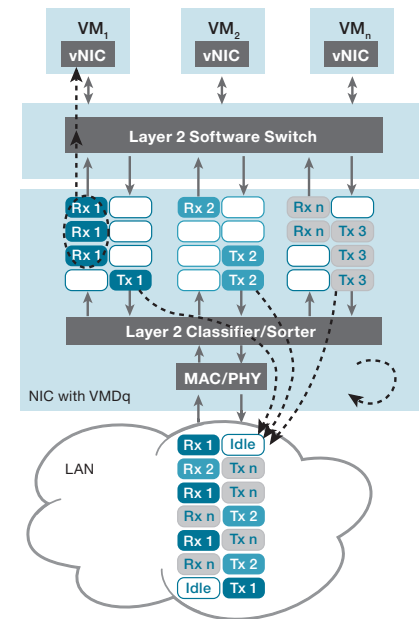 VM1 VM2 VMn
vNIC vNIC vNIC
Layer 2 Software Switch
Rx 1 Rx 2 Rx n
Rx 1 Rx n Tx 3
Rx 1 Tx 2 Tx 3
Tx 1 Tx 2 Tx 3
Layer 2 Classifier/Sorter
MAC/PHY
NIC with VMDq
LAN
Rx 1 Idle
Rx 2 Tx n
Rx 1 Tx n
Rx n Tx 2
Rx 1 Tx n
Rx n Tx 2
Idle Tx 1